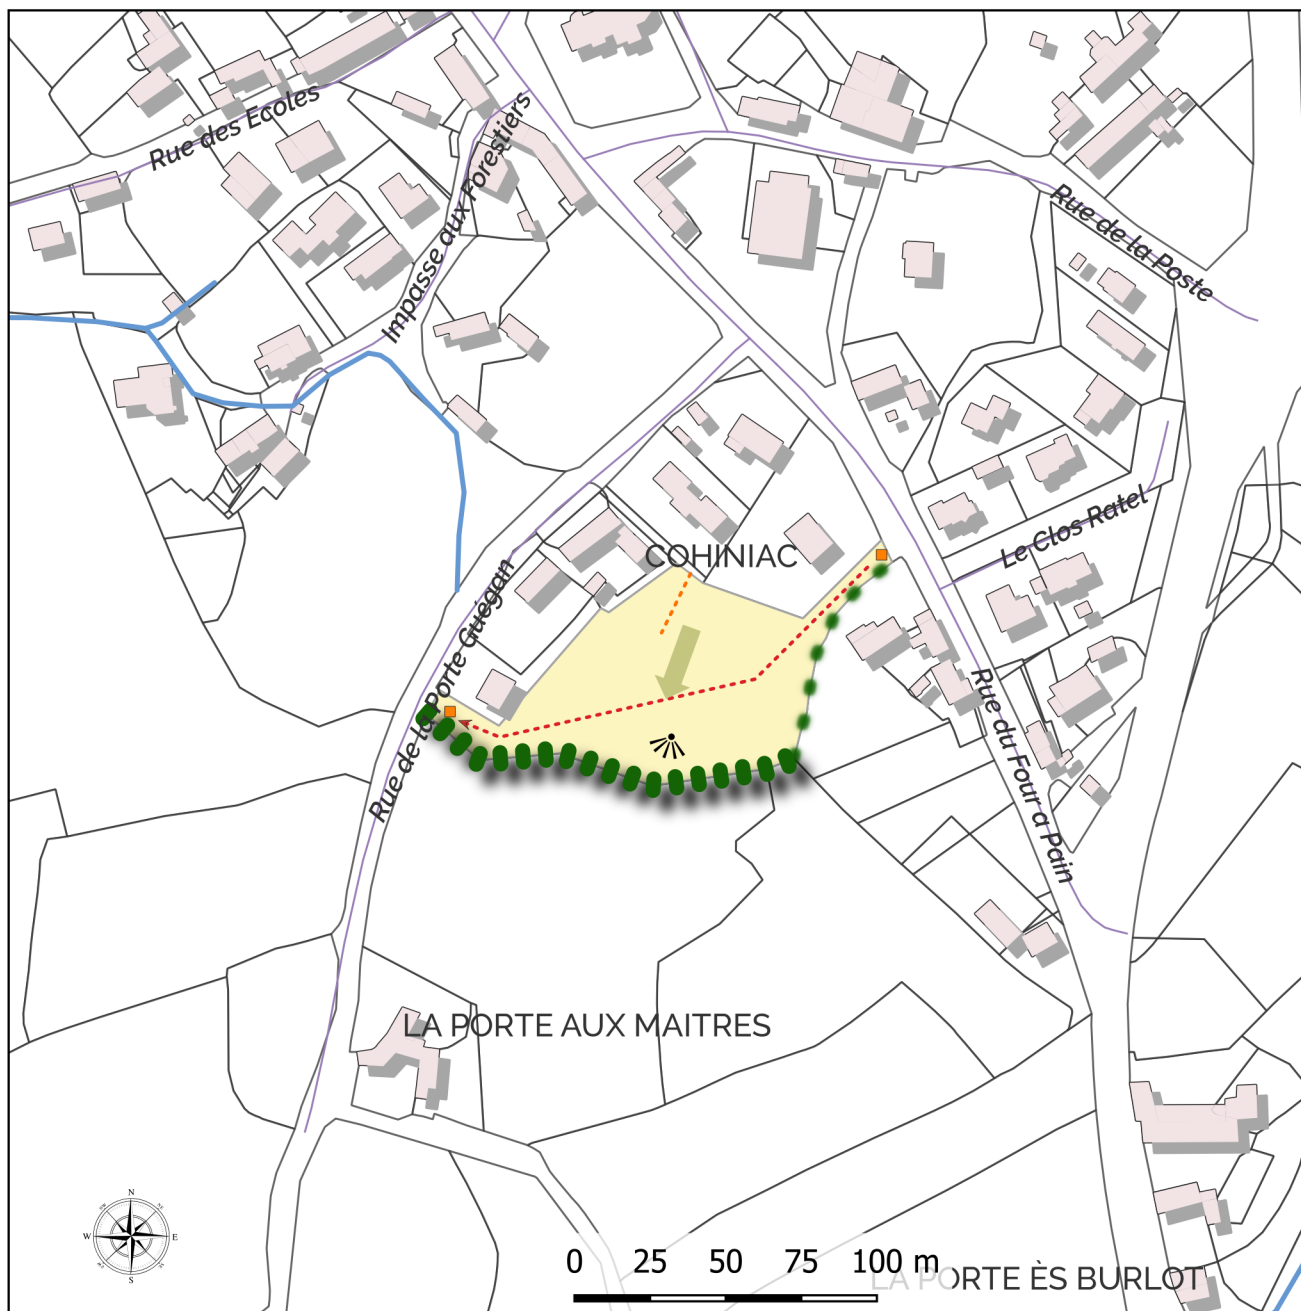 Rue des Ecoles
Impasse aux Forestiers
Rue de la Poste
Le Clos Ratel
COHINIAC
Rue de la Porte Guégan
Rue du Four a Pain
LA PORTE AUX MAITRES
N
W
E
S
0 25 50 75 100 m
LA PORTE ÈS BURLOT